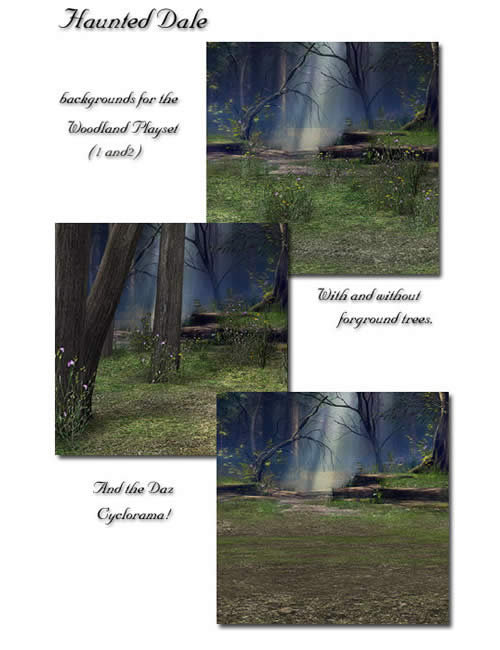 Haunted Dale
backgrounds for the
Woodland Playset
(1 and2)
With and without
forground trees.
And the Daz
Cyclorama!